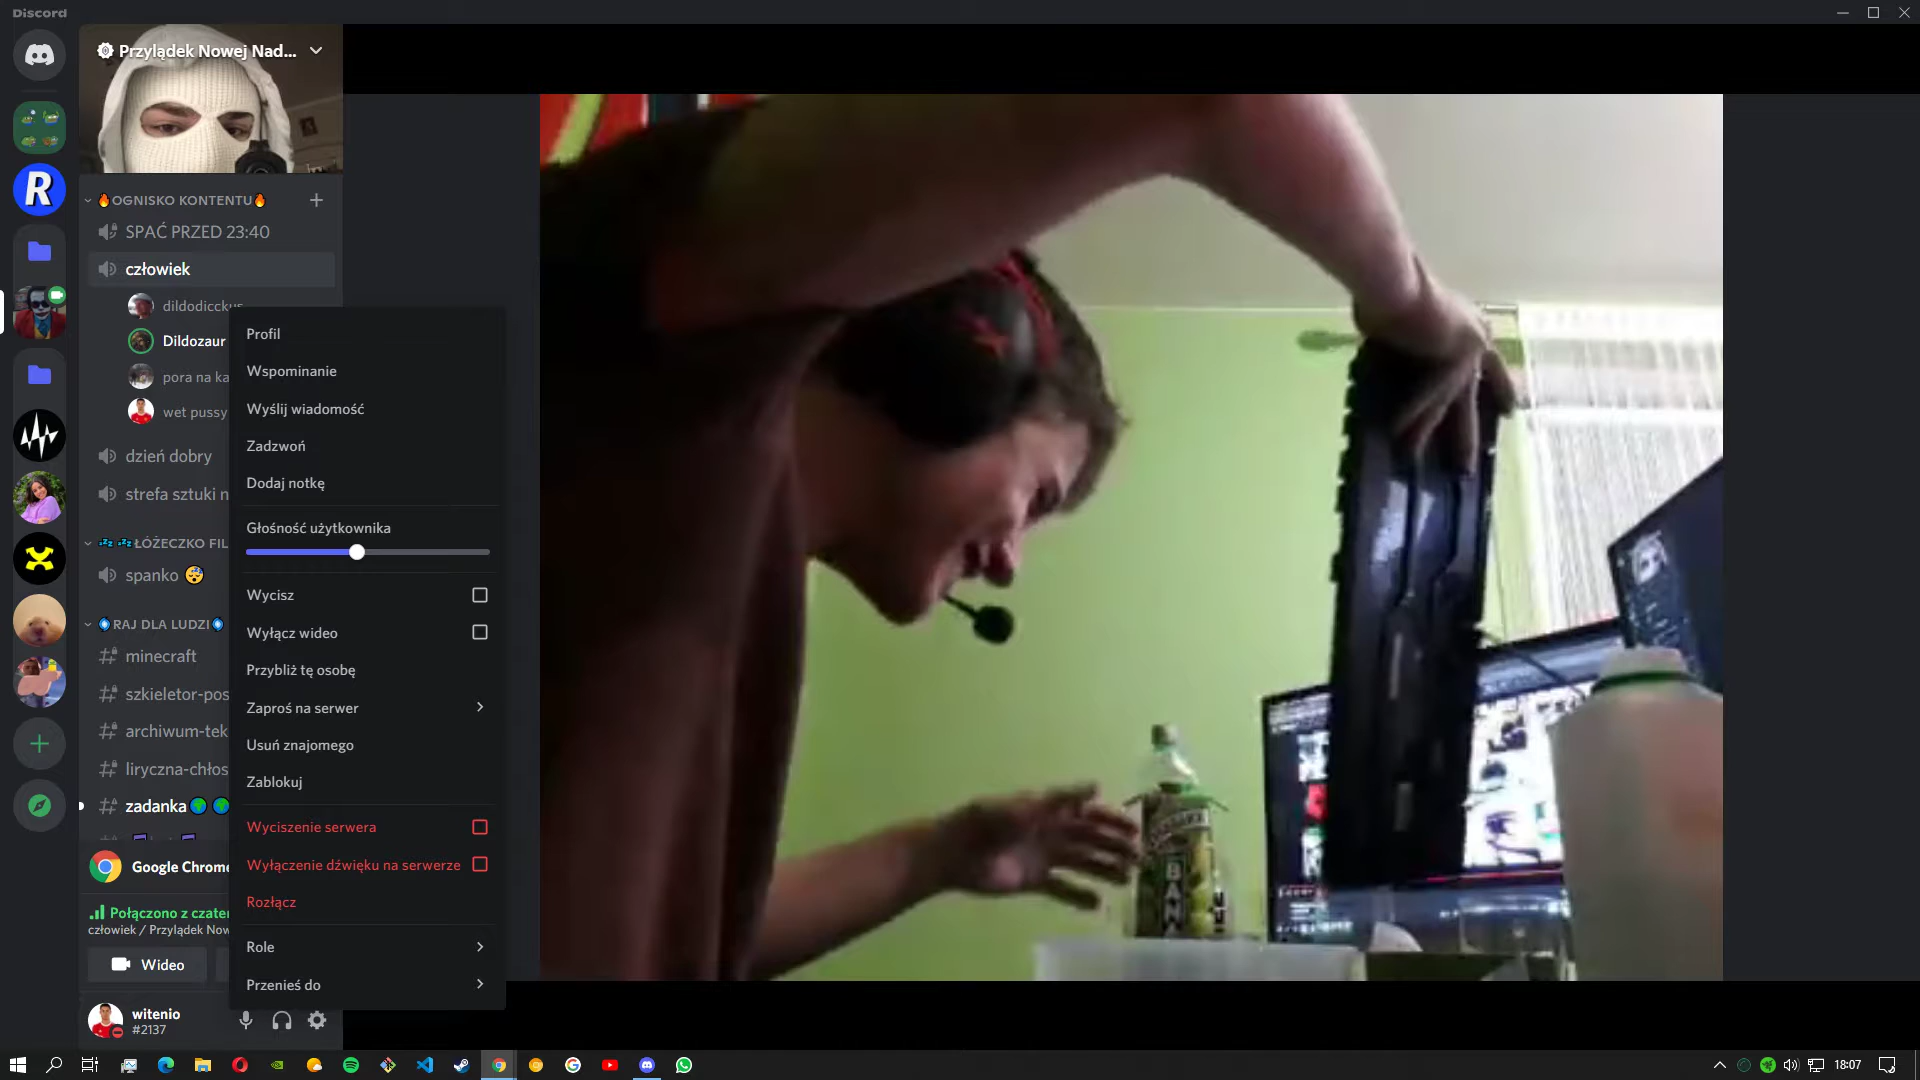 Discord
Przylądek Nowej Nad...
🔥OGNISKO KONTENTU🔥
SPAĆ PRZED 23:40
człowiek
dildodicckus
Dildozaur
pora na ka
wet pussy
dzień dobry
strefa sztuki n
💤💤ŁÓŻECZKO FIL
spanko 😴
RAJ DLA LUDZI
minecraft
szkieletor-pos
archiwum-tek
liryczna-chłos
zadanka
Google Chrome
Połączono z czatem
człowiek / Przylądek Now
Wideo
witenio
#2137
Profil
Wspominanie
Wyślij wiadomość
Zadzwoń
Dodaj notkę
Głośność użytkownika
Wycisz
Wyłącz wideo
Przybliż tę osobę
Zaproś na serwer
Usuń znajomego
Zablokuj
Wyciszenie serwera
Wyłączenie dźwięku na serwerze
Rozłącz
Role
Przenieś do
BANA
18:07